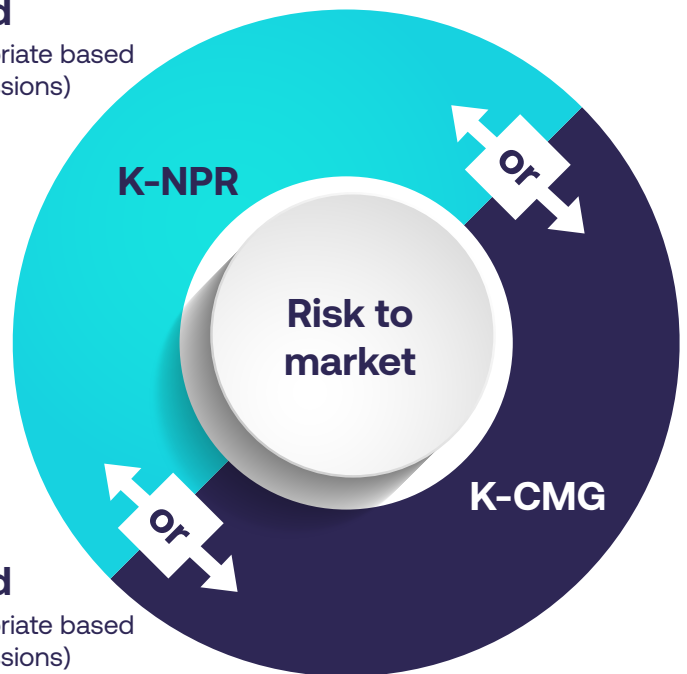 riate based
sions)
or
K-NPR
Risk to
market
K-CMG
or
riate based
sions)